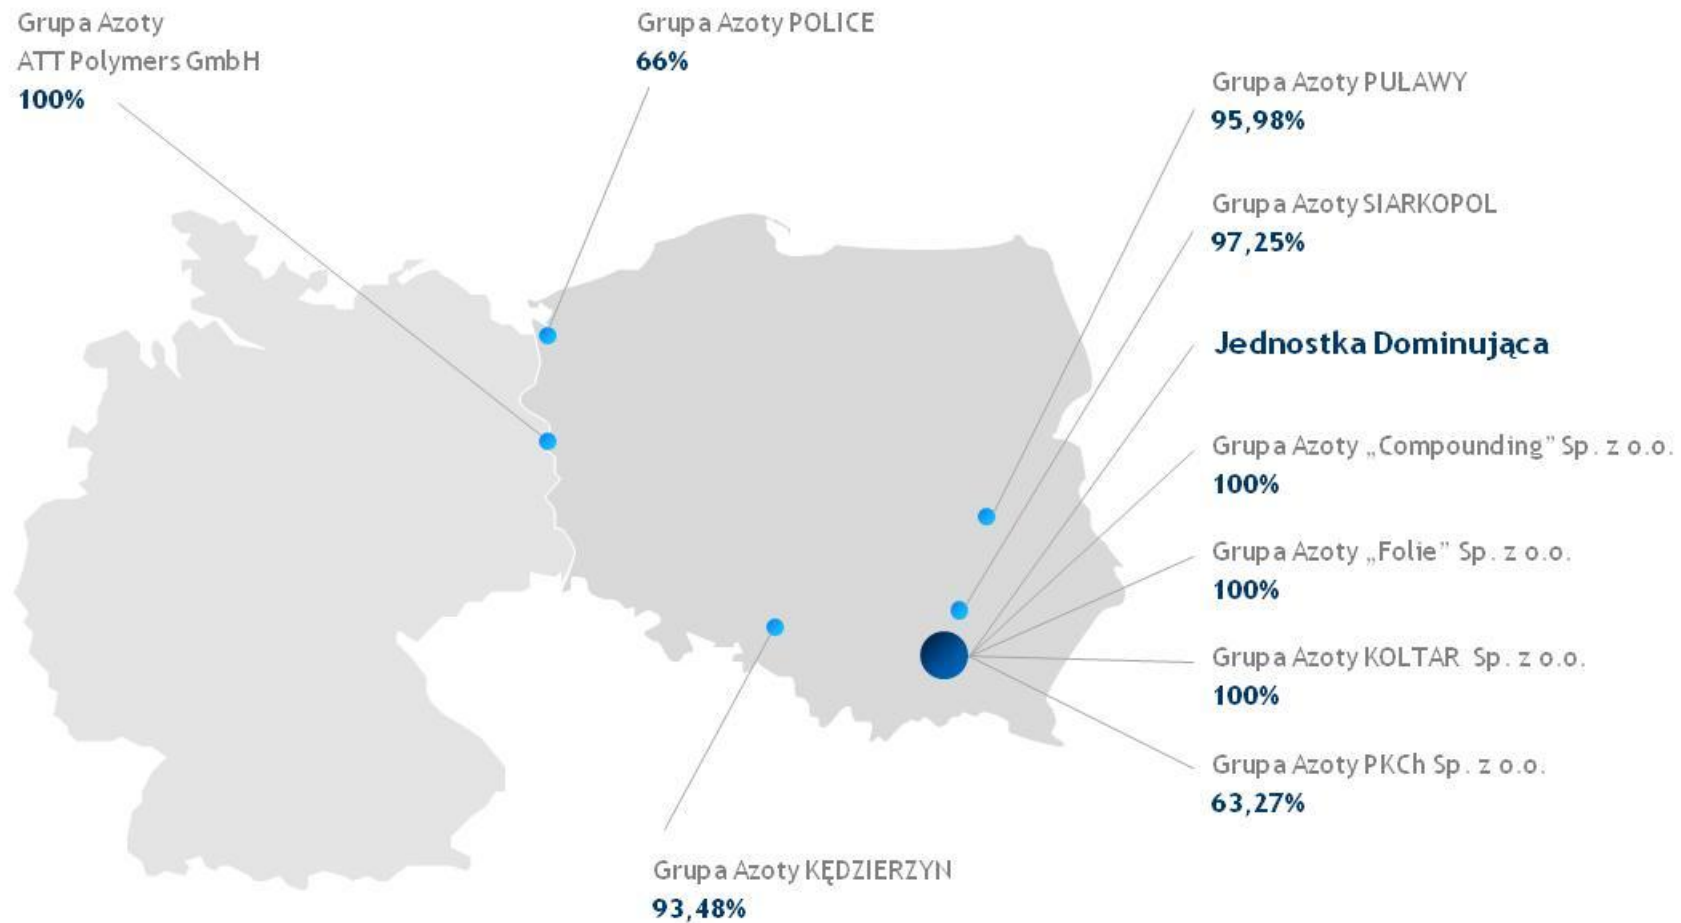 Grupa Azoty
ATT Polymers GmbH
100%
Grupa Azoty POLICE
66%
Grupa Azoty PUŁAWY
95,98%
Grupa Azoty SIARKOPOL
97,25%
Jednostka Dominująca
Grupa Azoty „Compounding” Sp. z o.o.
100%
Grupa Azoty „Folie” Sp. z o.o.
100%
Grupa Azoty KOLTAR Sp. z o.o.
100%
Grupa Azoty PKCh Sp. z o.o.
63,27%
Grupa Azoty KĘDZIERZYN
93,48%